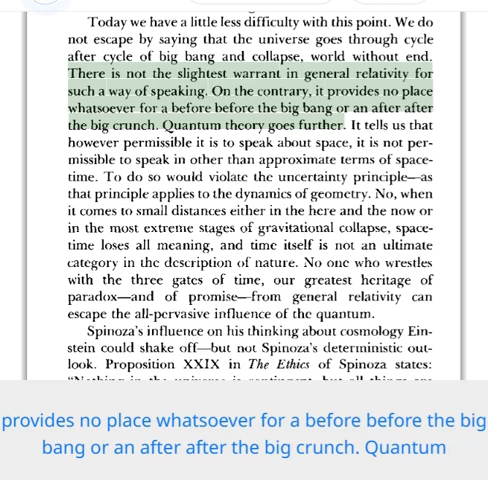 Today we have a little less difficulty with this point. We do
not escape by saying that the universe goes through cycle
after cycle of big bang and collapse, world without end.
There is not the slightest warrant in general relativity for
such a way of speaking. On the contrary, it provides no place
whatsoever for a before before the big bang or an after after
the big crunch. Quantum theory goes further. It tells us that
however permissible it is to speak about space, it is not per-
missible to speak in other than approximate terms of space-
time. To do so would violate the uncertainty principle—as
that principle applies to the dynamics of geometry. No, when
it comes to small distances either in the here and the now or
in the most extreme stages of gravitational collapse, space-
time loses all meaning, and time itself is not an ultimate
category in the description of nature. No one who wrestles
with the three gates of time, our greatest heritage of
paradox—and of promise—from general relativity can
escape the all-pervasive influence of the quantum.
Spinoza's influence on his thinking about cosmology Ein-
stein could shake off—but not Spinoza's deterministic out-
look. Proposition XXIX in The Ethics of Spinoza states:
provides no place whatsoever for a before before the big
bang or an after after the big crunch. Quantum